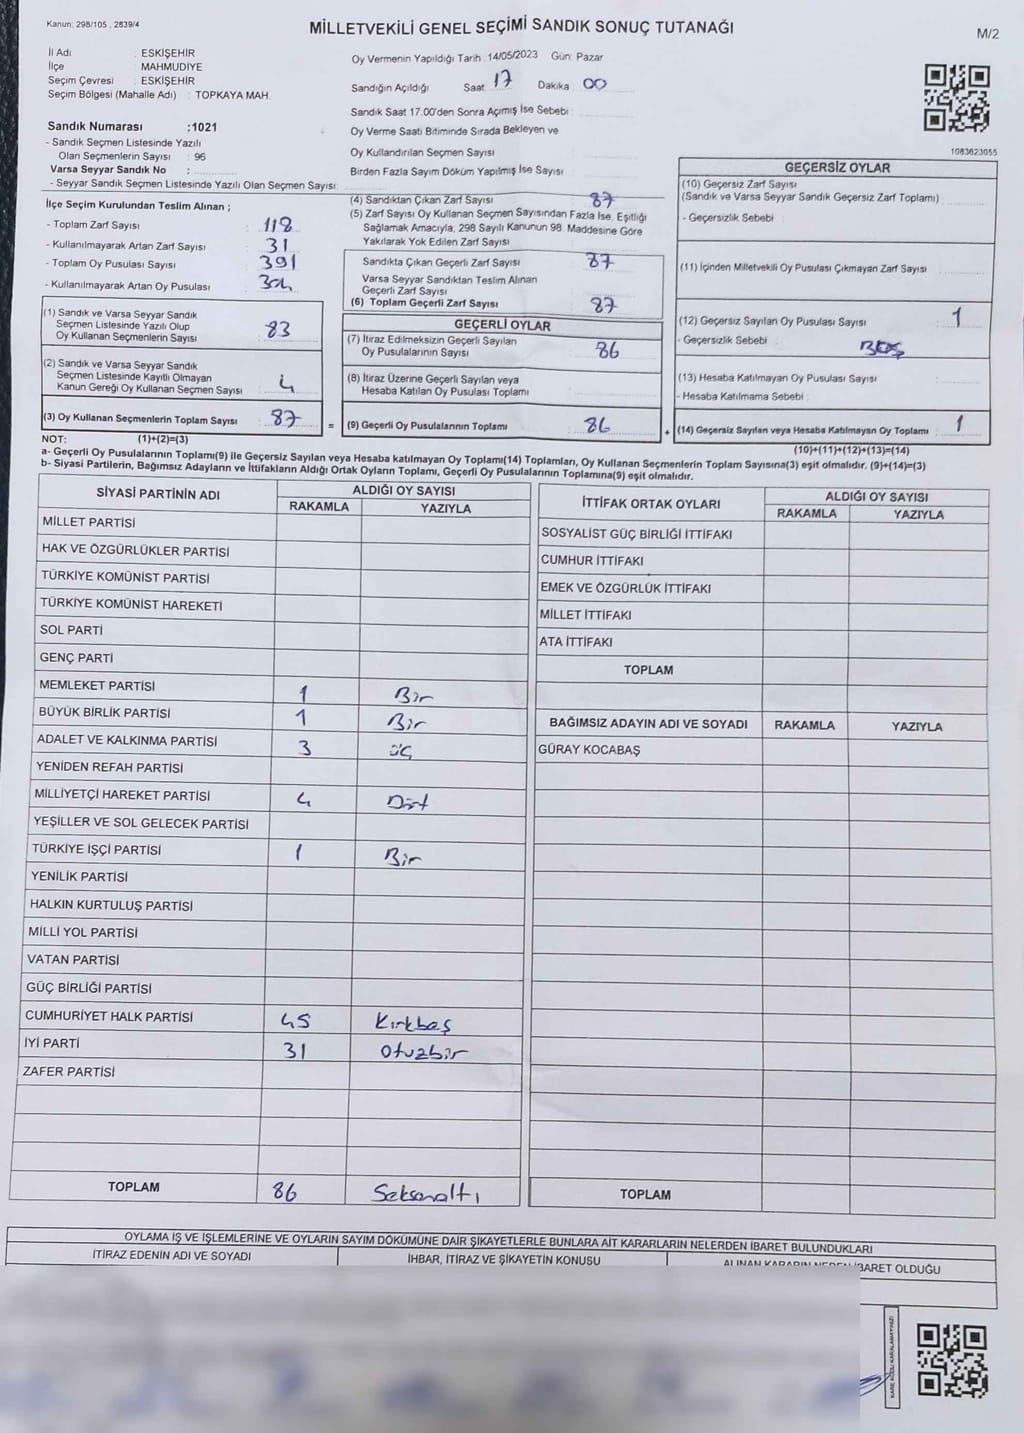 Kanun: 298/105 , 2839/4
MİLLETVEKİLİ GENEL SEÇİMİ SANDIK SONUÇ TUTANAĞI
M/2
İl Adı : ESKİŞEHİR
İlçe : MAHMUDİYE
Seçim Çevresi : ESKİŞEHİR
Seçim Bölgesi (Mahalle Adı) : TOPKAYA MAH.
Sandık Numarası :1021
- Sandık Seçmen Listesinde Yazılı
Olan Seçmenlerin Sayısı : 96
Varsa Seyyar Sandık No :
- Seyyar Sandık Seçmen Listesinde Yazılı Olan Seçmen Sayısı:
Oy Vermenin Yapıldığı Tarih : 14/05/2023 Gün: Pazar
Sandığın Açıldığı Saat : 17 Dakika : 00
Sandık Saat 17.00'den Sonra Açımış İse Sebebi :
Oy Verme Saati Bitiminde Sırada Bekleyen ve
Oy Kullandırılan Seçmen Sayısı :
Birden Fazla Sayım Döküm Yapılmış İse Sayısı :
1083623055
İlçe Seçim Kurulundan Teslim Alınan ;
- Toplam Zarf Sayısı : 118
- Kullanılmayarak Artan Zarf Sayısı : 31
- Toplam Oy Pusulası Sayısı : 391
- Kullanılmayarak Artan Oy Pusulası : 304
(1) Sandık ve Varsa Seyyar Sandık
Seçmen Listesinde Yazılı Olup
Oy Kullanan Seçmenlerin Sayısı : 83
(2) Sandık ve Varsa Seyyar Sandık
Seçmen Listesinde Kayıtlı Olmayan
Kanun Gereği Oy Kullanan Seçmen Sayısı : 4
(3) Oy Kullanan Seçmenlerin Toplam Sayısı : 87
(4) Sandıktan Çıkan Zarf Sayısı : 87
(5) Zarf Sayısı Oy Kullanan Seçmen Sayısından Fazla İse, Eşitliği
Sağlamak Amacıyla, 298 Sayılı Kanunun 98. Maddesine Göre
Yakılarak Yok Edilen Zarf Sayısı :
Sandıkta Çıkan Geçerli Zarf Sayısı : 87
Varsa Seyyar Sandıktan Teslim Alınan
Geçerli Zarf Sayısı :
(6) Toplam Geçerli Zarf Sayısı : 87
GEÇERLİ OYLAR
(7) İtiraz Edilmeksizin Geçerli Sayılan
Oy Pusulalarının Sayısı : 86
(8) İtiraz Üzerine Geçerli Sayılan veya
Hesaba Katılan Oy Pusulası Toplamı :
= (9) Geçerli Oy Pusulalarının Toplamı : 86
GEÇERSİZ OYLAR
(10) Geçersiz Zarf Sayısı
(Sandık ve Varsa Seyyar Sandık Geçersiz Zarf Toplamı) :
- Geçersizlik Sebebi :
(11) İçinden Milletvekili Oy Pusulası Çıkmayan Zarf Sayısı :
(12) Geçersiz Sayılan Oy Pusulası Sayısı : 1
- Geçersizlik Sebebi : BOŞ
(13) Hesaba Katılmayan Oy Pusulası Sayısı :
- Hesaba Katılmama Sebebi :
+ (14) Geçersiz Sayılan veya Hesaba Katılmayan Oy Toplamı : 1
NOT: (1)+(2)=(3)
(10)+(11)+(12)+(13)=(14)
a- Geçerli Oy Pusulalarının Toplamı(9) ile Geçersiz Sayılan veya Hesaba katılmayan Oy Toplamı(14) Toplamları, Oy Kullanan Seçmenlerin Toplam Sayısına(3) eşit olmalıdır. (9)+(14)=(3)
b- Siyasi Partilerin, Bağımsız Adayların ve İttifakların Aldığı Ortak Oyların Toplamı, Geçerli Oy Pusulalarının Toplamına(9) eşit olmalıdır.
SİYASİ PARTİNİN ADI ALDIĞI OY SAYISI
RAKAMLA YAZIYLA
MİLLET PARTİSİ
HAK VE ÖZGÜRLÜKLER PARTİSİ
TÜRKİYE KOMÜNİST PARTİSİ
TÜRKİYE KOMÜNİST HAREKETİ
SOL PARTİ
GENÇ PARTİ
MEMLEKET PARTİSİ 1 Bir
BÜYÜK BİRLİK PARTİSİ 1 Bir
ADALET VE KALKINMA PARTİSİ 3 üç
YENİDEN REFAH PARTİSİ
MİLLİYETÇİ HAREKET PARTİSİ 4 Dört
YEŞİLLER VE SOL GELECEK PARTİSİ
TÜRKİYE İŞÇİ PARTİSİ 1 Bir
YENİLİK PARTİSİ
HALKIN KURTULUŞ PARTİSİ
MİLLİ YOL PARTİSİ
VATAN PARTİSİ
GÜÇ BİRLİĞİ PARTİSİ
CUMHURİYET HALK PARTİSİ 45 Kırkbeş
İYİ PARTİ 31 Otuzbir
ZAFER PARTİSİ
TOPLAM 86 Seksenaltı
İTTİFAK ORTAK OYLARI ALDIĞI OY SAYISI
RAKAMLA YAZIYLA
SOSYALİST GÜÇ BİRLİĞİ İTTİFAKI
CUMHUR İTTİFAKI
EMEK VE ÖZGÜRLÜK İTTİFAKI
MİLLET İTTİFAKI
ATA İTTİFAKI
TOPLAM
BAĞIMSIZ ADAYIN ADI VE SOYADI RAKAMLA YAZIYLA
GÜRAY KOCABAŞ
TOPLAM
OYLAMA İŞ VE İŞLEMLERİNE VE OYLARIN SAYIM DÖKÜMÜNE DAİR ŞİKAYETLERLE BUNLARA AİT KARARLARIN NELERDEN İBARET BULUNDUKLARI
İTİRAZ EDENİN ADI VE SOYADI İHBAR, İTİRAZ VE ŞİKAYETİN KONUSU ALINAN KARARIN NEDEN İBARET OLDUĞU
KARE KODU KARALAMAYINIZ!